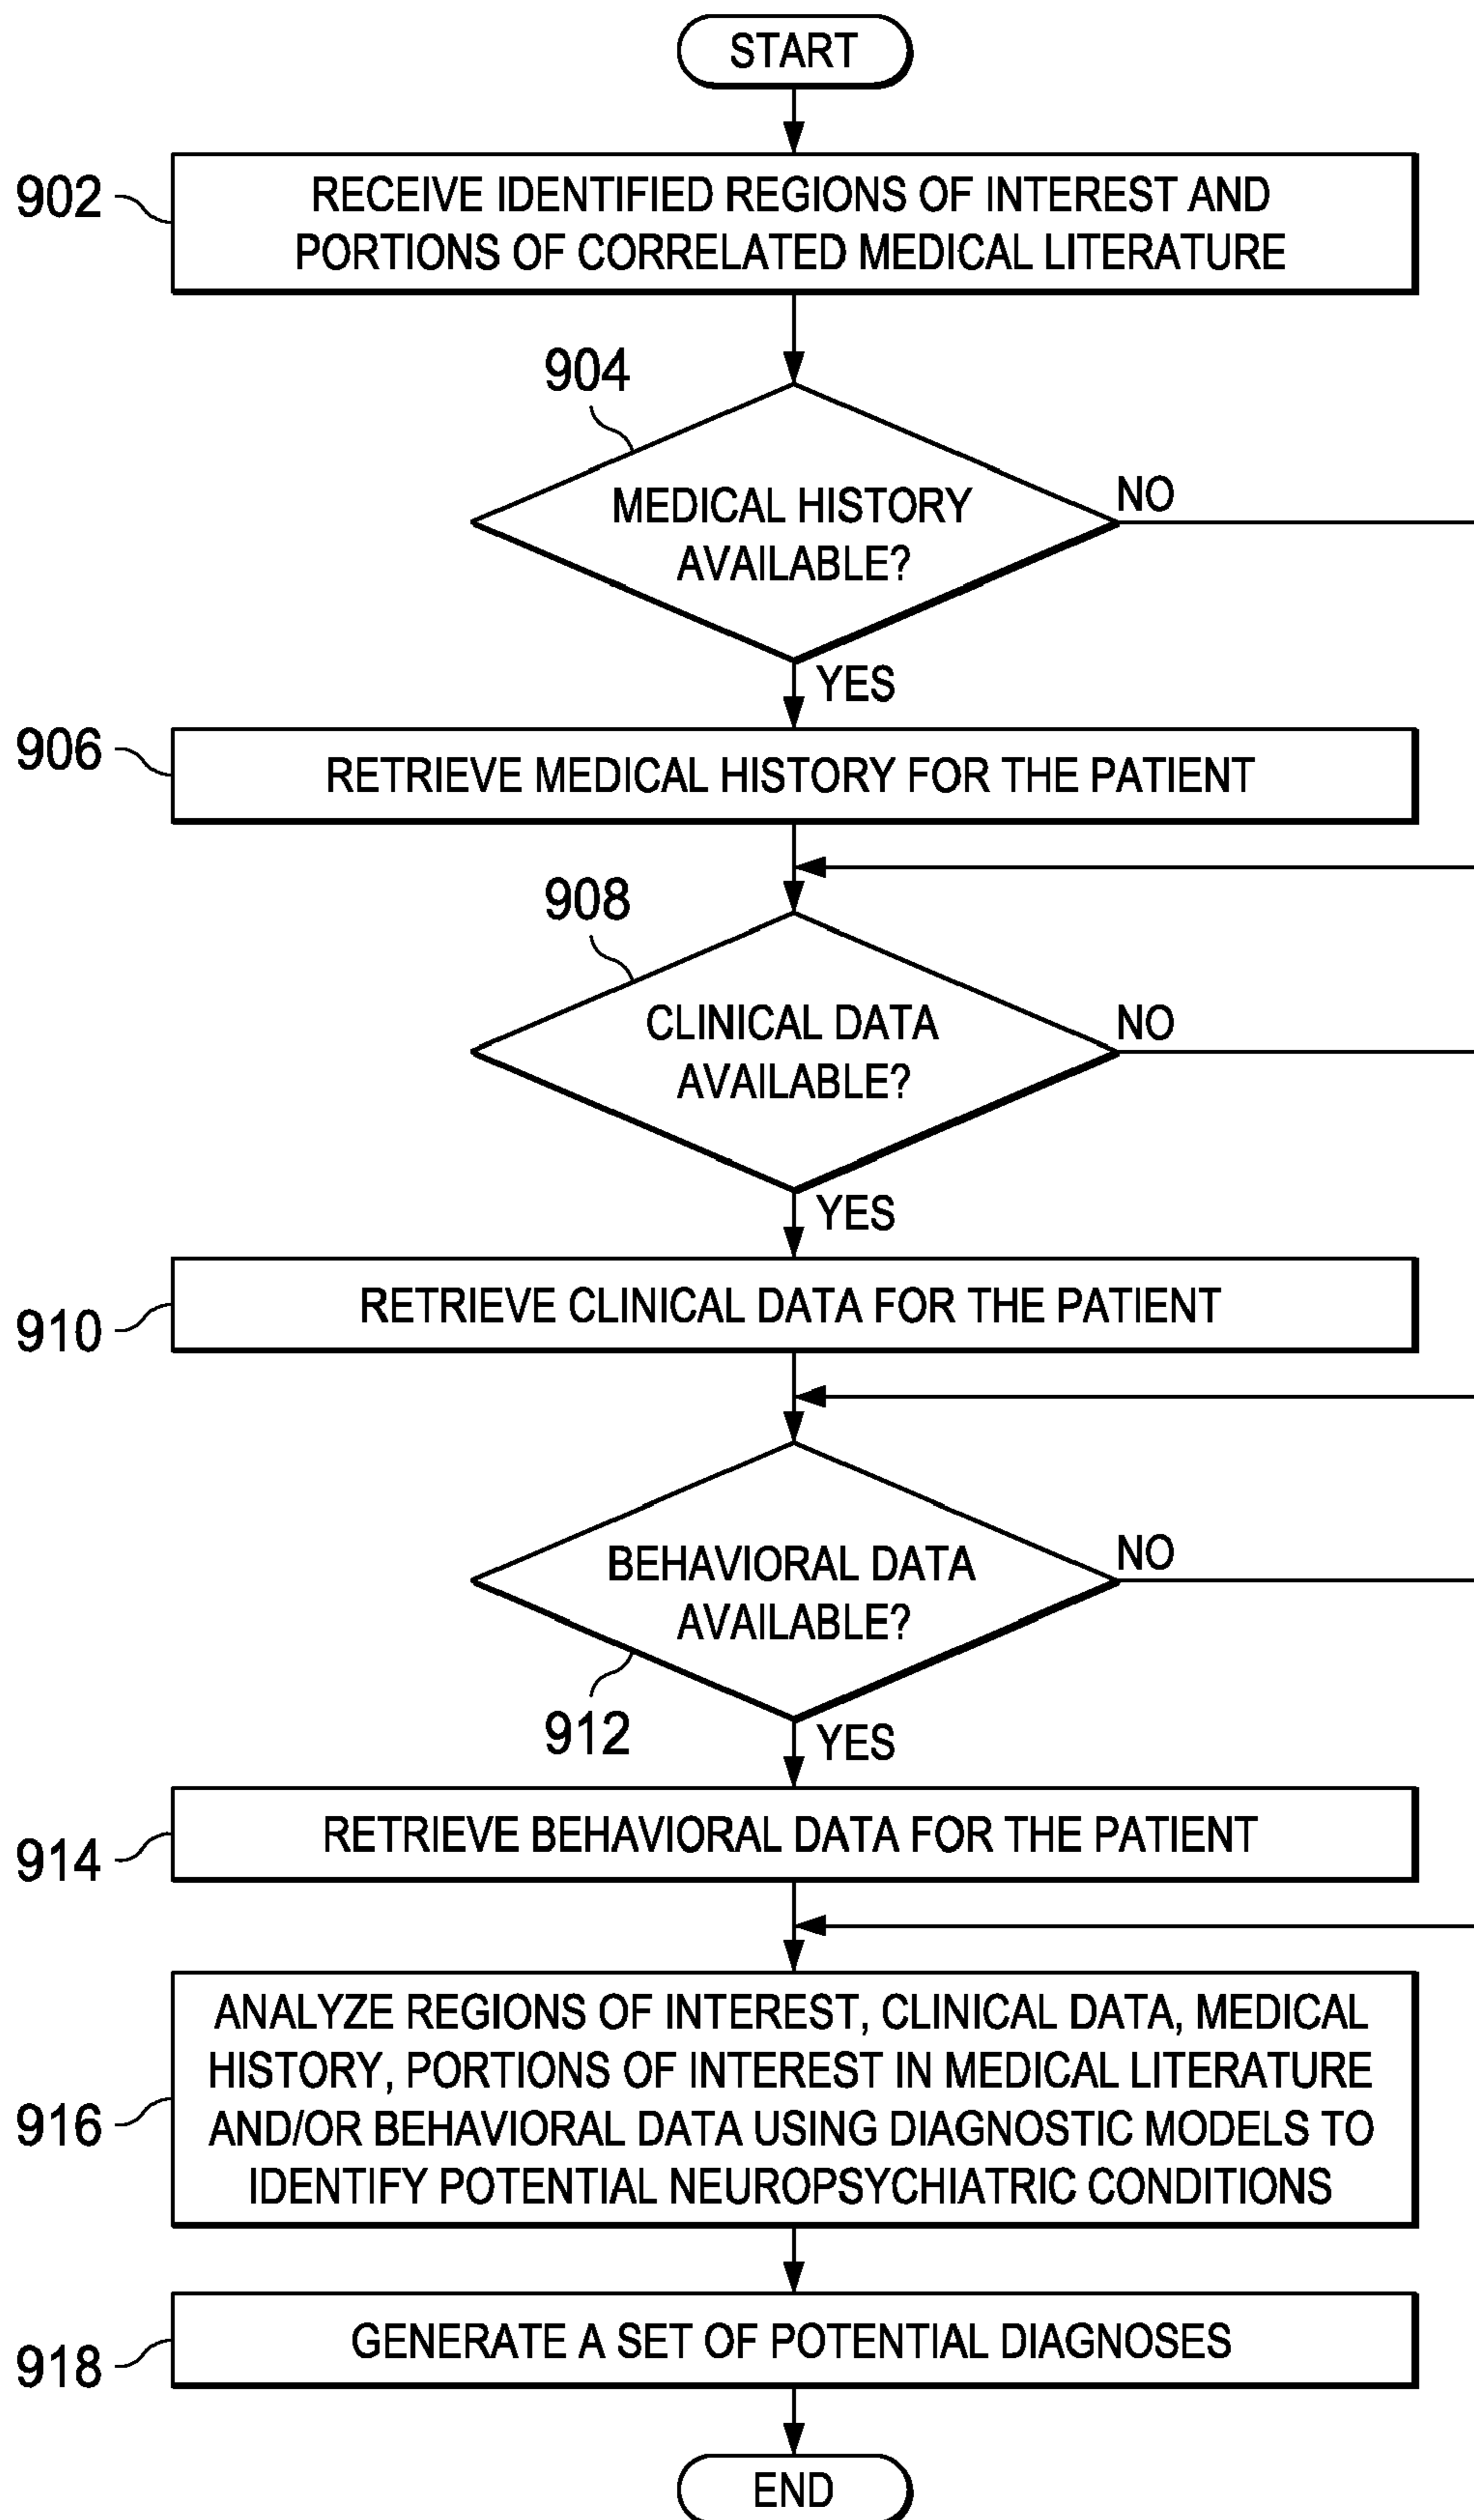 START
902
RECEIVE IDENTIFIED REGIONS OF INTEREST AND
PORTIONS OF CORRELATED MEDICAL LITERATURE
904
MEDICAL HISTORY
AVAILABLE?
NO
YES
906
RETRIEVE MEDICAL HISTORY FOR THE PATIENT
908
CLINICAL DATA
AVAILABLE?
NO
YES
910
RETRIEVE CLINICAL DATA FOR THE PATIENT
BEHAVIORAL DATA
AVAILABLE?
NO
912
YES
914
RETRIEVE BEHAVIORAL DATA FOR THE PATIENT
916
ANALYZE REGIONS OF INTEREST, CLINICAL DATA, MEDICAL
HISTORY, PORTIONS OF INTEREST IN MEDICAL LITERATURE
AND/OR BEHAVIORAL DATA USING DIAGNOSTIC MODELS TO
IDENTIFY POTENTIAL NEUROPSYCHIATRIC CONDITIONS
918
GENERATE A SET OF POTENTIAL DIAGNOSES
END